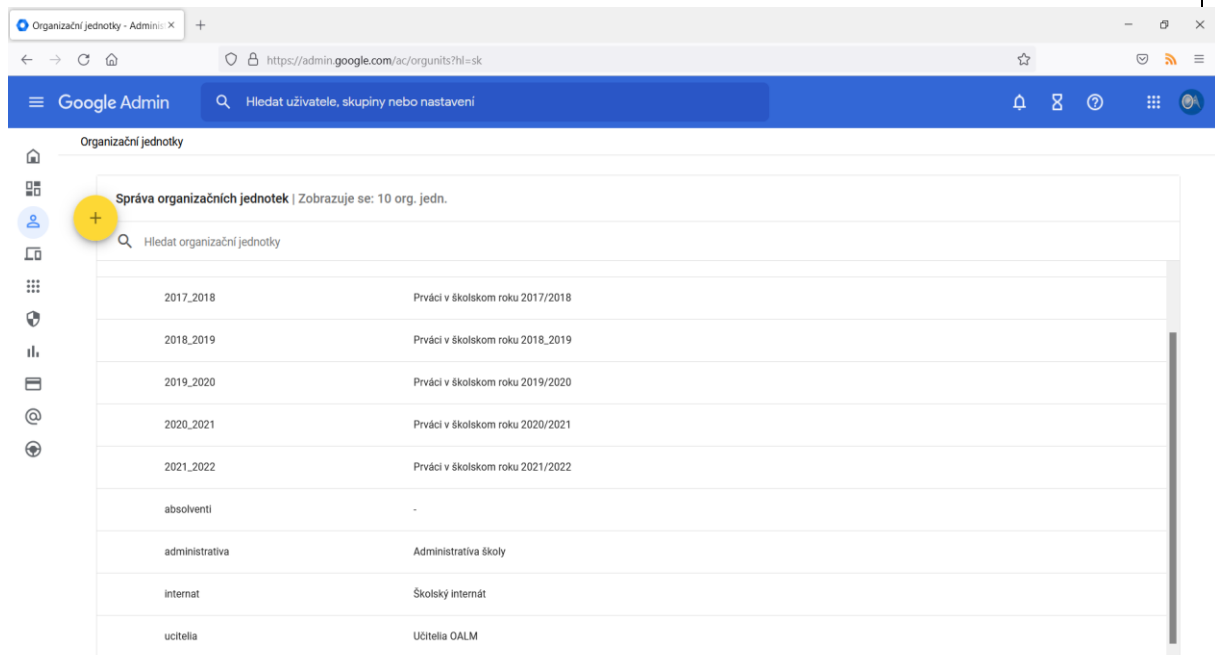 Organizační jednotky - Adminis
https://admin.google.com/ac/orgunits?hl=sk
Google Admin
Hledat uživatele, skupiny nebo nastavení
Organizační jednotky
Správa organizačních jednotek | Zobrazuje se: 10 org. jedn.
Hledat organizační jednotky
2017_2018 Prváci v školskom roku 2017/2018
2018_2019 Prváci v školskom roku 2018_2019
2019_2020 Prváci v školskom roku 2019/2020
2020_2021 Prváci v školskom roku 2020/2021
2021_2022 Prváci v školskom roku 2021/2022
absolventi -
administrativa Administratíva školy
internat Školský internát
ucitelia Učitelia OALM